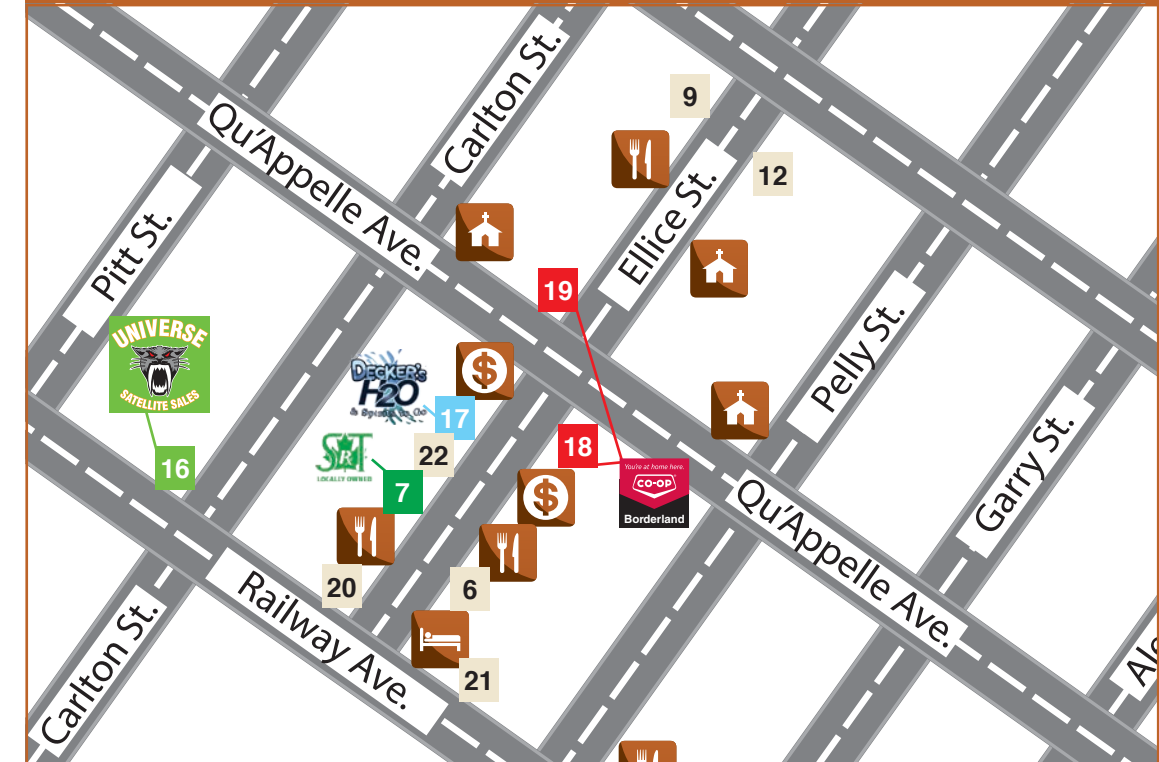 Carlton St.
9
Qu'Appelle Ave.
12
Ellice St.
Pitt St.
19
UNIVERSE
SATELLITE SALES
Pelly St.
DECKER'S
H2O
17
18
22
16
SRT
LOCALLY OWNED
7
You're at home here.
CO-OP
Borderland
Garry St.
Qu'Appelle Ave.
20
6
Railway Ave.
Carlton St.
21